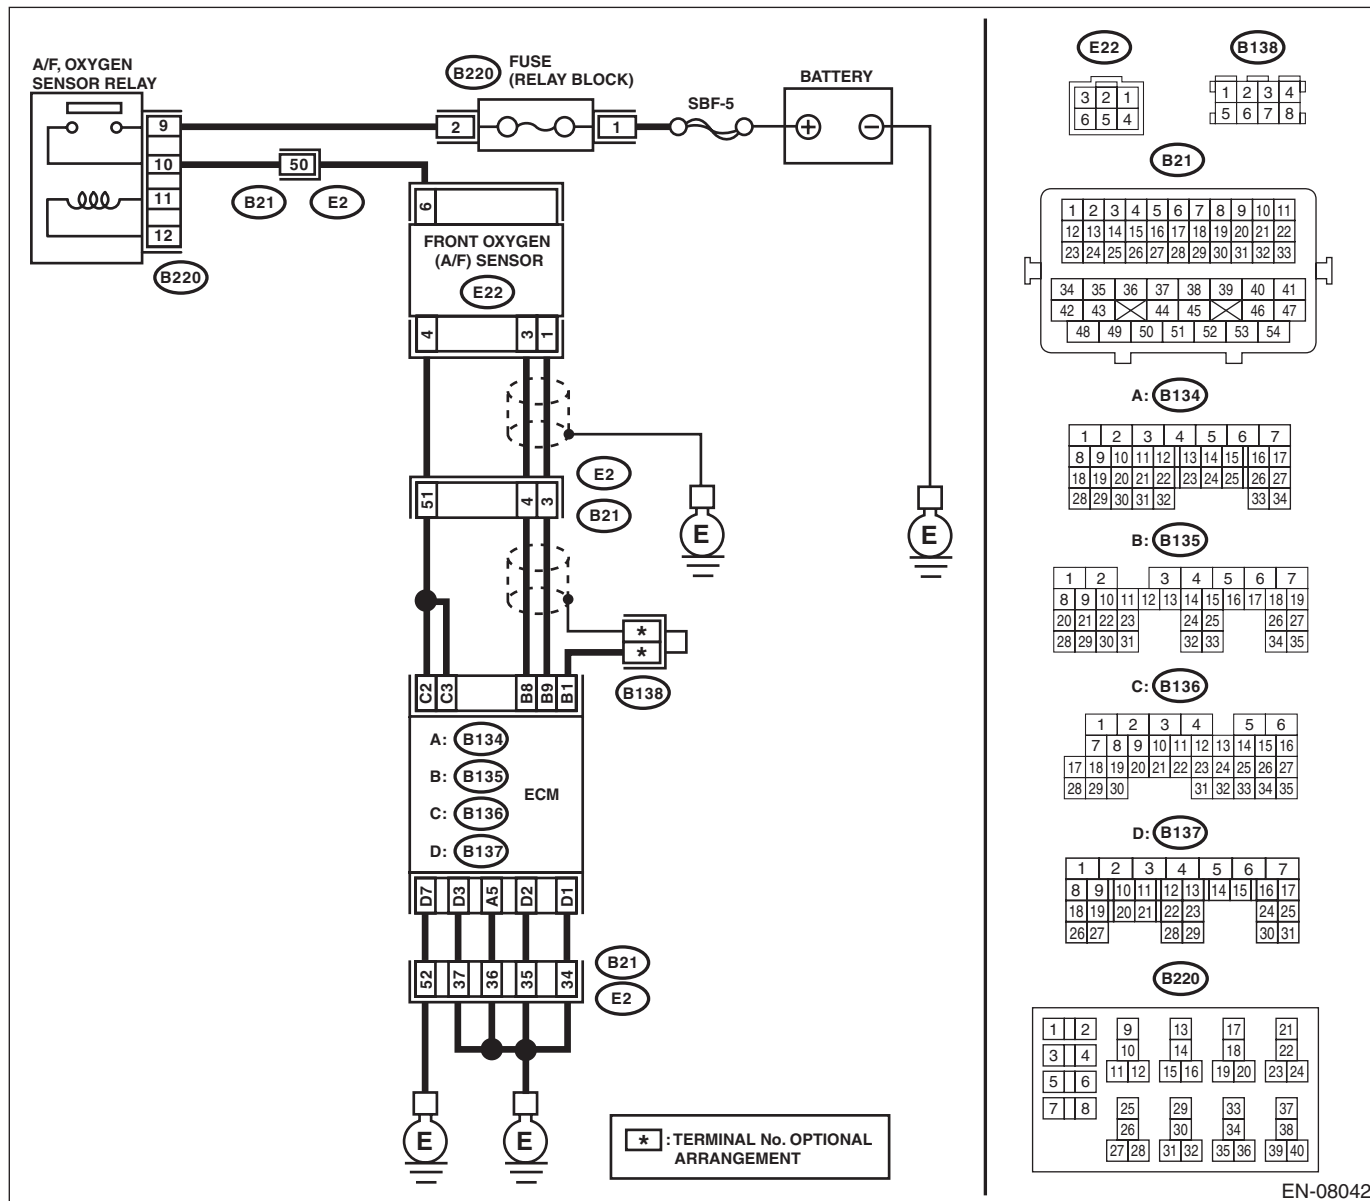 A/F, OXYGEN
SENSOR RELAY
9
10
11
12
B220
B220
FUSE
(RELAY BLOCK)
2
1
SBF-5
BATTERY
+
−
50
B21
E2
6
FRONT OXYGEN
(A/F) SENSOR
E22
4
3
1
E2
B21
51
4
3
E
E
*
*
B138
C2
C3
B8
B9
B1
A: B134
B: B135
C: B136
D: B137
ECM
D7
D3
A5
D2
D1
B21
E2
52
37
36
35
34
E
E
* : TERMINAL No. OPTIONAL
ARRANGEMENT
E22
3 2 1
6 5 4
B138
1 2 3 4
5 6 7 8
B21
1 2 3 4 5 6 7 8 9 10 11
12 13 14 15 16 17 18 19 20 21 22
23 24 25 26 27 28 29 30 31 32 33
34 35 36 37 38 39 40 41
42 43 44 45 46 47
48 49 50 51 52 53 54
A: B134
1 2 3 4 5 6 7
8 9 10 11 12 13 14 15 16 17
18 19 20 21 22 23 24 25 26 27
28 29 30 31 32 33 34
B: B135
1 2 3 4 5 6 7
8 9 10 11 12 13 14 15 16 17 18 19
20 21 22 23 24 25 26 27
28 29 30 31 32 33 34 35
C: B136
1 2 3 4 5 6
7 8 9 10 11 12 13 14 15 16
17 18 19 20 21 22 23 24 25 26 27
28 29 30 31 32 33 34 35
D: B137
1 2 3 4 5 6 7
8 9 10 11 12 13 14 15 16 17
18 19 20 21 22 23 24 25
26 27 28 29 30 31
B220
1 2 9 13 17 21
3 4 10 14 18 22
5 6 11 12 15 16 19 20 23 24
7 8 25 29 33 37
26 30 34 38
27 28 31 32 35 36 39 40
EN-08042